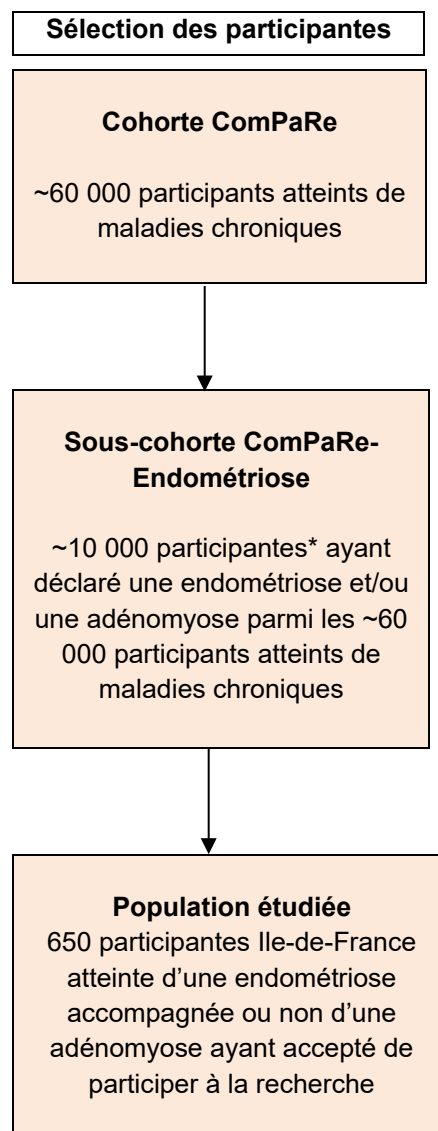 Sélection des participantes
Cohorte ComPaRe
~60 000 participants atteints de
maladies chroniques
Sous-cohorte ComPaRe-
Endométriose
~10 000 participantes* ayant
déclaré une endométriose et/ou
une adénomyose parmi les ~60
000 participants atteints de
maladies chroniques
Population étudiée
650 participantes Ile-de-France
atteinte d’une endométriose
accompagnée ou non d’une
adénomyose ayant accepté de
participer à la recherche